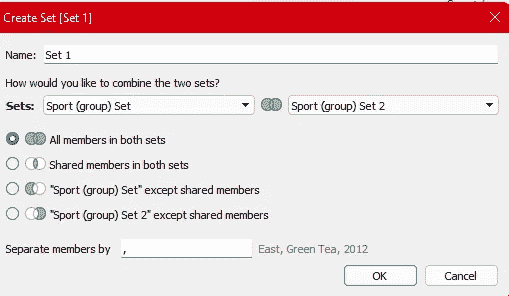 Create Set [Set 1]
Name: Set 1
How would you like to combine the two sets?
Sets: Sport (group) Set Sport (group) Set 2
All members in both sets
Shared members in both sets
"Sport (group) Set" except shared members
"Sport (group) Set 2" except shared members
Separate members by , East, Green Tea, 2012
OK Cancel